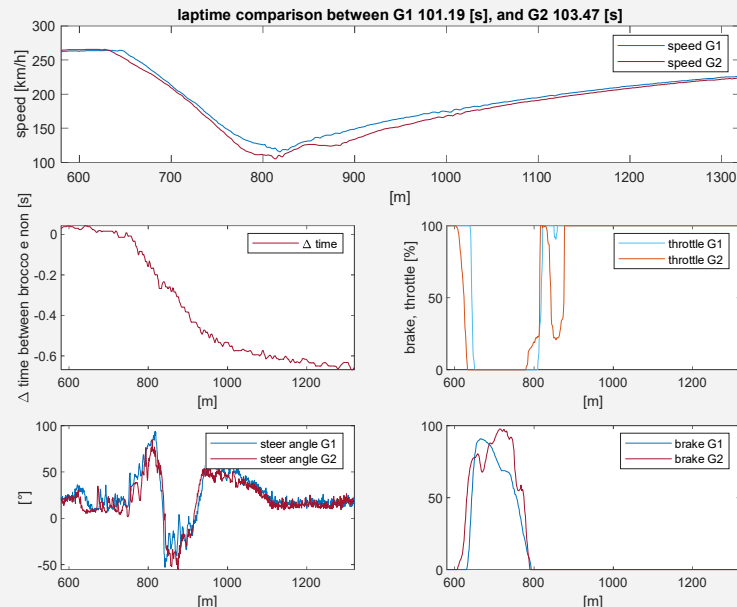 laptime comparison between G1 101.19 [s], and G2 103.47 [s]
speed [km/h]
300
250
200
150
100
speed G1
speed G2
600 700 800 900 1000 1100 1200 1300
[m]
Δ time between brocco e non [s]
0
-0.2
-0.4
-0.6
Δ time
600 800 1000 1200
[m]
brake, throttle [%]
100
50
0
throttle G1
throttle G2
600 800 1000 1200
[m]
[°]
100
50
0
-50
steer angle G1
steer angle G2
600 800 1000 1200
[m]
100
50
0
brake G1
brake G2
600 800 1000 1200
[m]